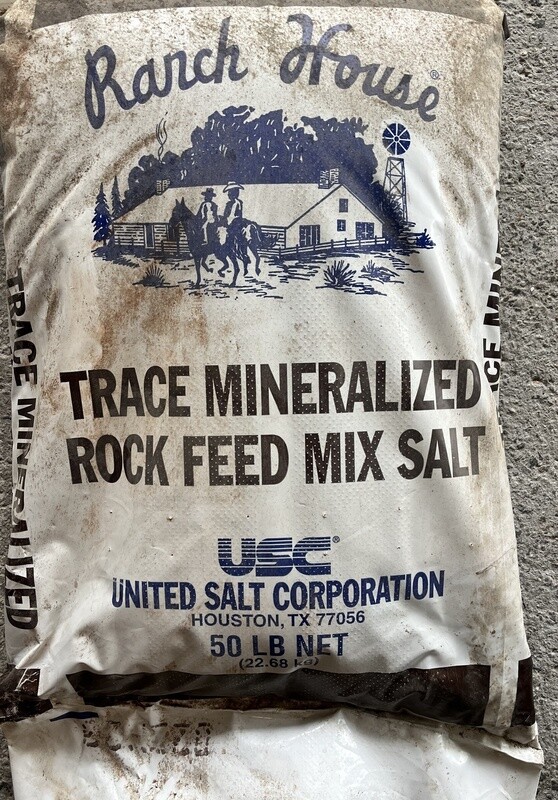 Ranch House®
TRACE MINERALIZED
ROCK FEED MIX SALT
USC®
UNITED SALT CORPORATION
HOUSTON, TX 77056
50 LB NET
(22.68 kg)
TRACE MINERALIZED